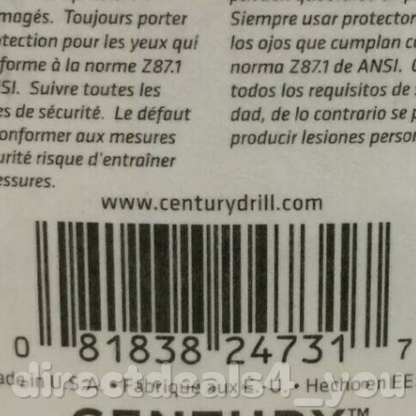 magés. Toujours porter
tection pour les yeux qui
forme à la norme Z87.1
SI. Suivre toutes les
es de sécurité. Le défaut
onformer aux mesures
urité risque d'entraîner
essures.
Siempre usar protector
los ojos que cumplan c
norma Z87.1 de ANSI.
todos los requisitos de
dad, de lo contrario se p
producir lesiones person
www.centurydrill.com
0 81838 24731 7
ade in U.S.A. • Fabriqué aux É.-U. • Hecho en EE
directdeals4_you
CENTURY™